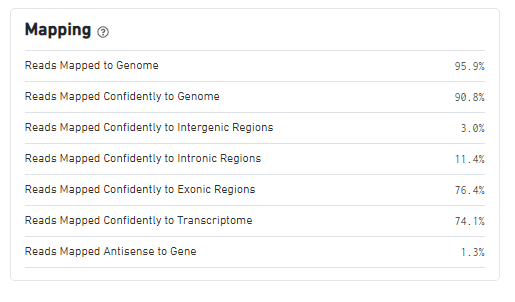 Mapping ?
Reads Mapped to Genome 95.9%
Reads Mapped Confidently to Genome 90.8%
Reads Mapped Confidently to Intergenic Regions 3.0%
Reads Mapped Confidently to Intronic Regions 11.4%
Reads Mapped Confidently to Exonic Regions 76.4%
Reads Mapped Confidently to Transcriptome 74.1%
Reads Mapped Antisense to Gene 1.3%